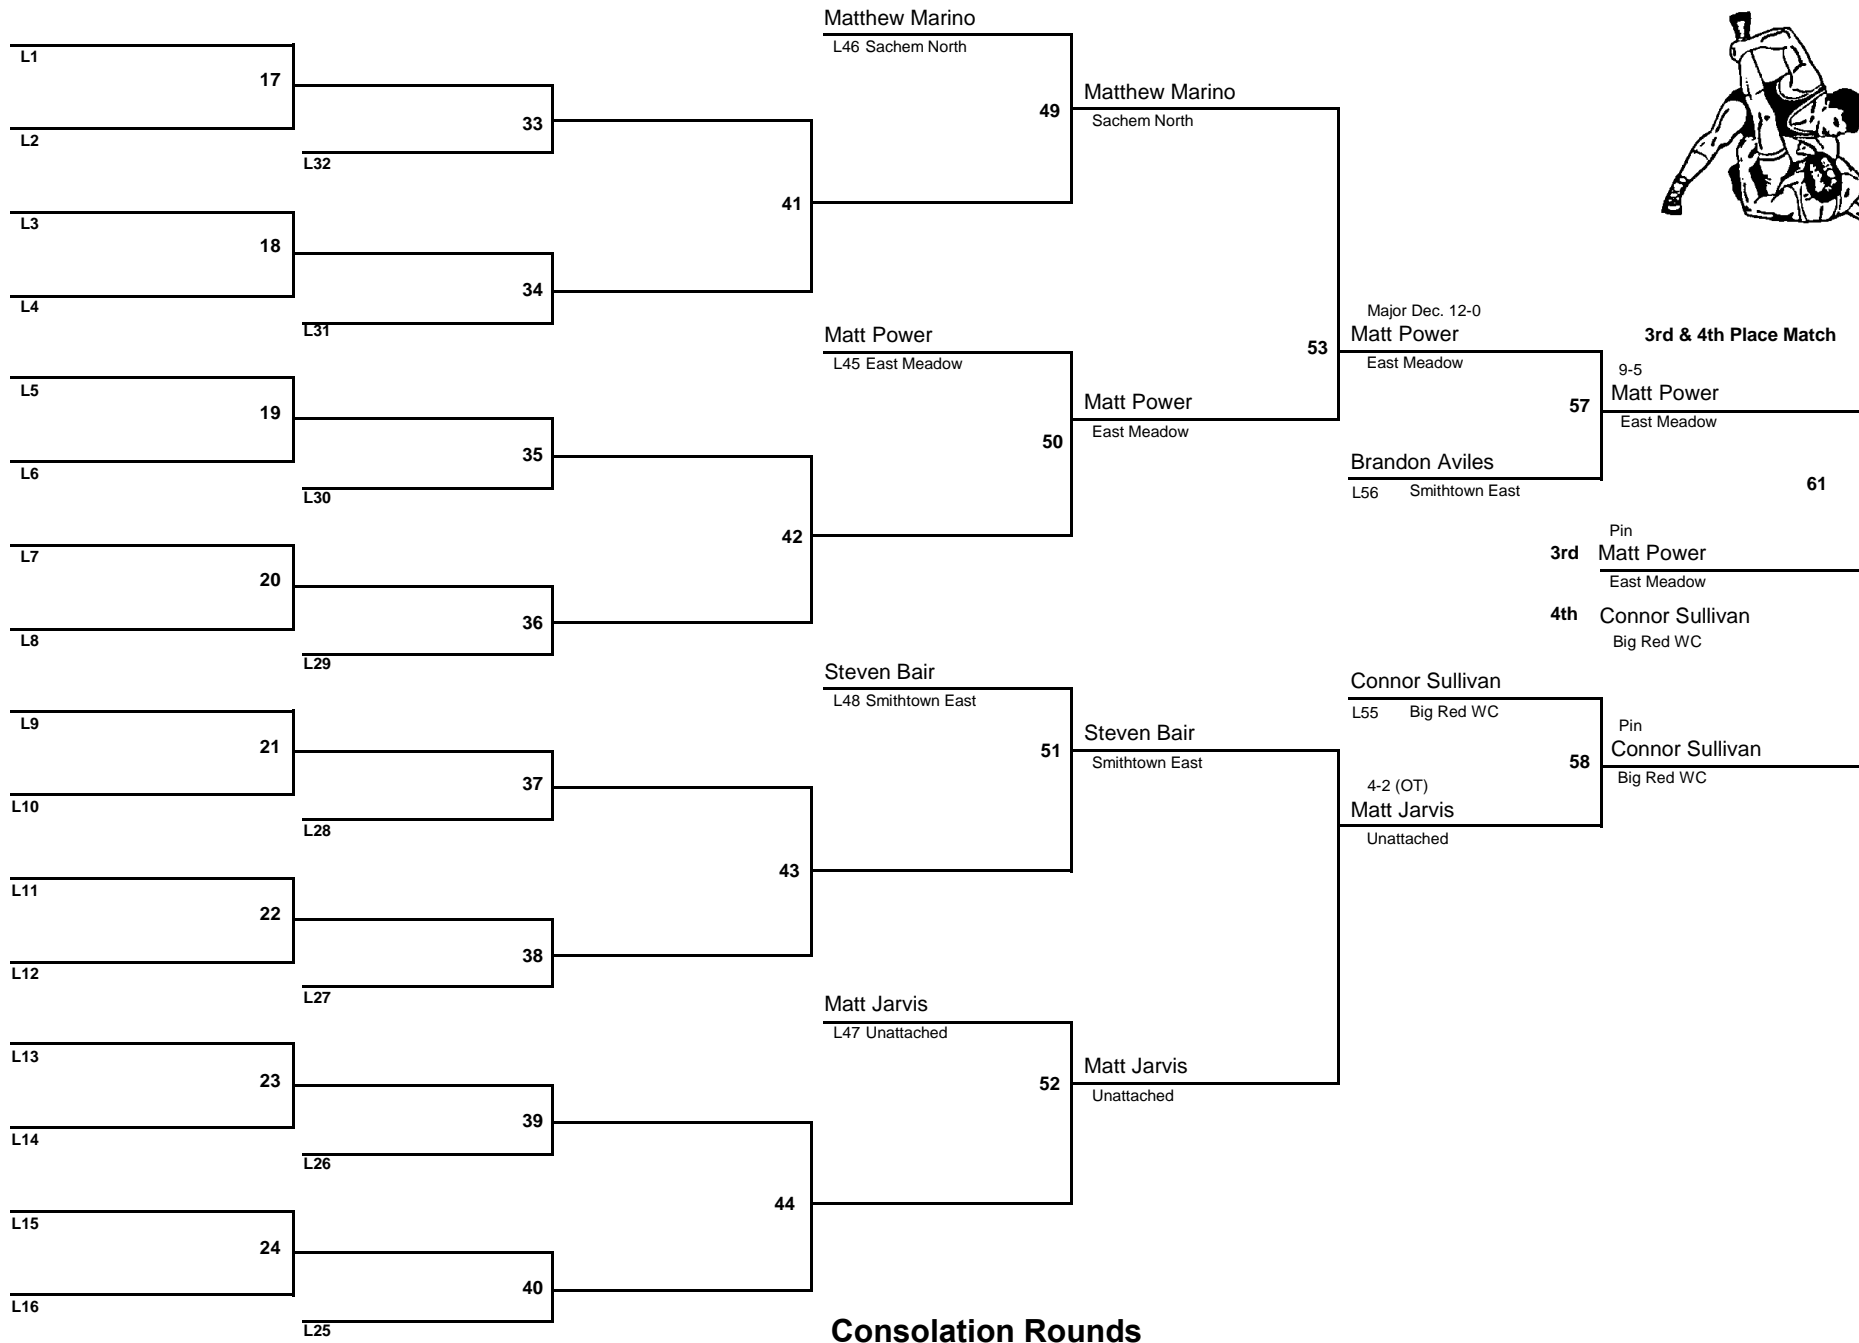 L1
17
L2
33
L32
L3
18
L4
34
L31
41
L5
19
L6
35
L30
L7
20
L8
36
L29
42
L9
21
L10
37
L28
L11
22
L12
38
L27
43
L13
23
L14
39
L26
L15
24
L16
40
L25
44
Matthew Marino
L46 Sachem North
49
Matthew Marino
Sachem North
Matt Power
L45 East Meadow
50
Matt Power
East Meadow
53
Steven Bair
L48 Smithtown East
51
Steven Bair
Smithtown East
Matt Jarvis
L47 Unattached
52
Matt Jarvis
Unattached
Major Dec. 12-0
Matt Power
East Meadow
57
Brandon Aviles
L56 Smithtown East
3rd & 4th Place Match
9-5
Matt Power
East Meadow
61
Pin
3rd Matt Power
East Meadow
4th Connor Sullivan
Big Red WC
Connor Sullivan
L55 Big Red WC
58
4-2 (OT)
Matt Jarvis
Unattached
Pin
Connor Sullivan
Big Red WC
Consolation Rounds